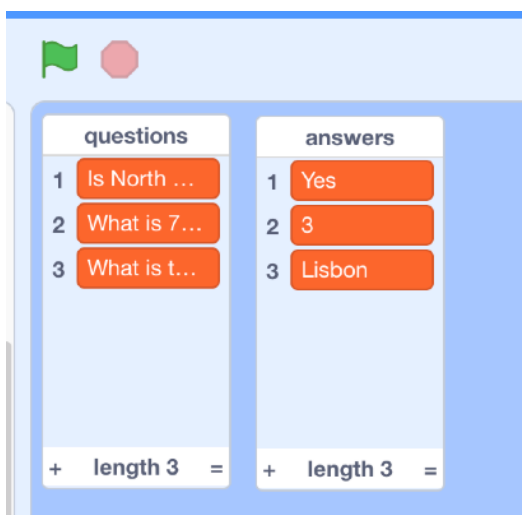 questions
1 Is North ...
2 What is 7...
3 What is t...
+ length 3 =
answers
1 Yes
2 3
3 Lisbon
+ length 3 =